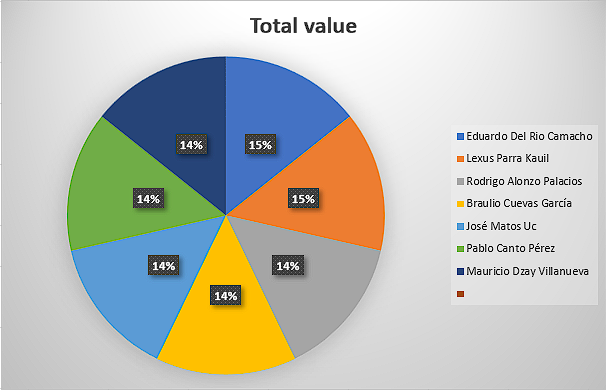 Total value
14%
15%
15%
14%
14%
14%
14%
Eduardo Del Rio Camacho
Lexus Parra Kauil
Rodrigo Alonzo Palacios
Braulio Cuevas García
José Matos Uc
Pablo Canto Pérez
Mauricio Dzay Villanueva